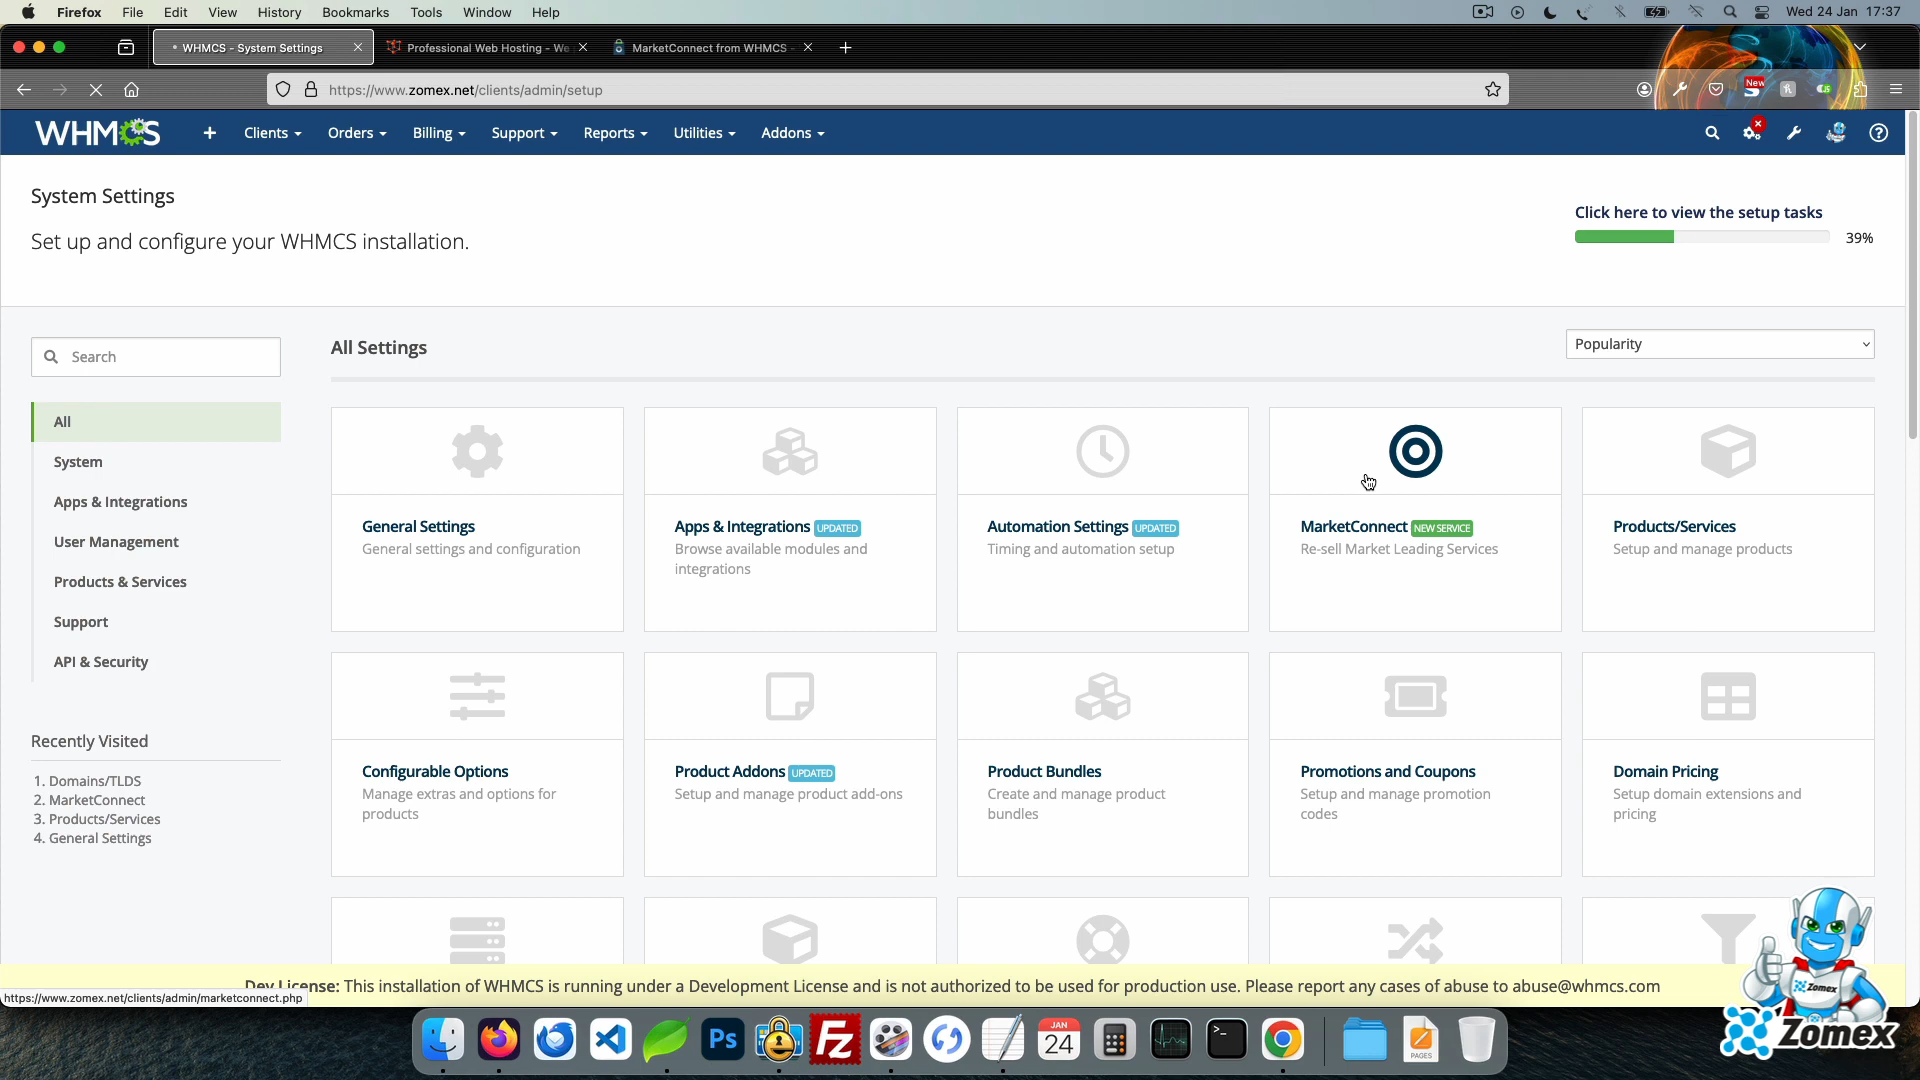 Firefox File Edit View History Bookmarks Tools Window Help
Wed 24 Jan 17:37
WHMCS - System Settings
Professional Web Hosting - We
MarketConnect from WHMCS -
https://www.zomex.net/clients/admin/setup
New
WHMCS
Clients Orders Billing Support Reports Utilities Addons
System Settings
Set up and configure your WHMCS installation.
Click here to view the setup tasks
39%
Search
All
System
Apps & Integrations
User Management
Products & Services
Support
API & Security
Recently Visited
1. Domains/TLDS
2. MarketConnect
3. Products/Services
4. General Settings
All Settings
Popularity
General Settings
General settings and configuration
Apps & Integrations UPDATED
Browse available modules and
integrations
Automation Settings UPDATED
Timing and automation setup
MarketConnect NEW SERVICE
Re-sell Market Leading Services
Products/Services
Setup and manage products
Configurable Options
Manage extras and options for
products
Product Addons UPDATED
Setup and manage product add-ons
Product Bundles
Create and manage product
bundles
Promotions and Coupons
Setup and manage promotion
codes
Domain Pricing
Setup domain extensions and
pricing
Dev License: This installation of WHMCS is running under a Development License and is not authorized to be used for production use. Please report any cases of abuse to abuse@whmcs.com
https://www.zomex.net/clients/admin/marketconnect.php
Ps
Fz
JAN
24
PAGES
Zomex
Zomex